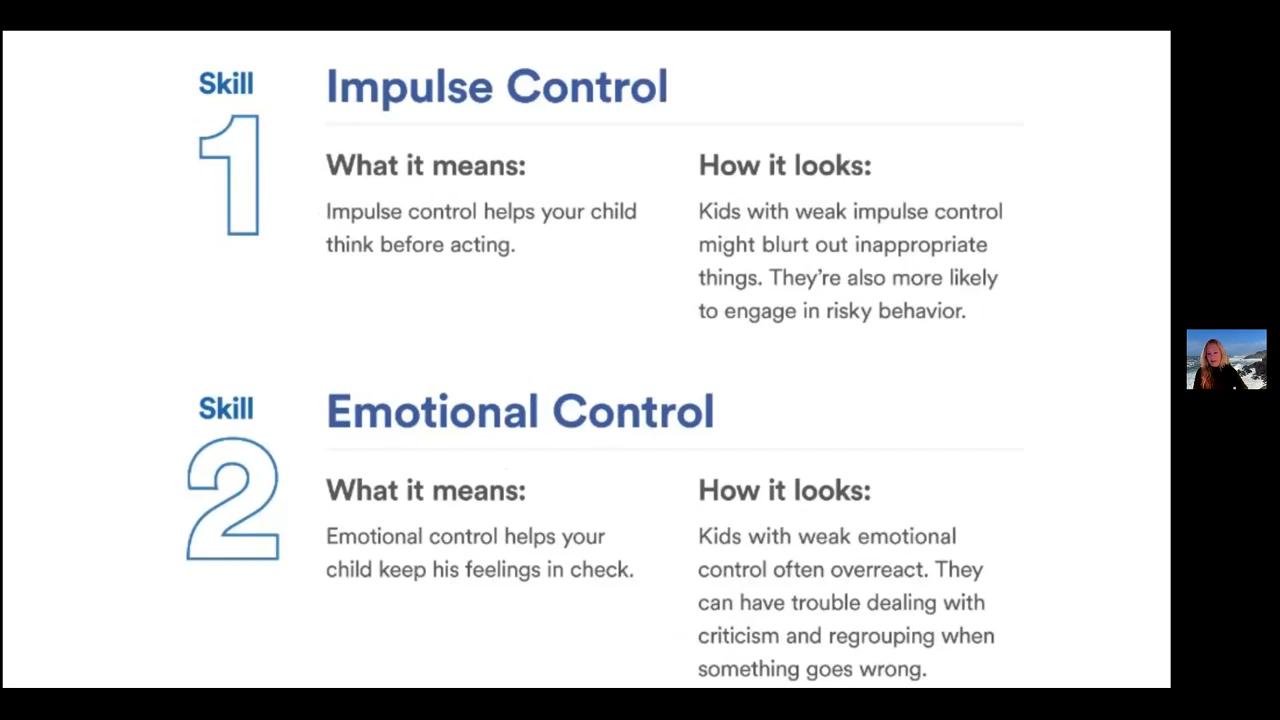 Skill
1
Impulse Control
What it means:
Impulse control helps your child
think before acting.
How it looks:
Kids with weak impulse control
might blurt out inappropriate
things. They're also more likely
to engage in risky behavior.
Skill
2
Emotional Control
What it means:
Emotional control helps your
child keep his feelings in check.
How it looks:
Kids with weak emotional
control often overreact. They
can have trouble dealing with
criticism and regrouping when
something goes wrong.